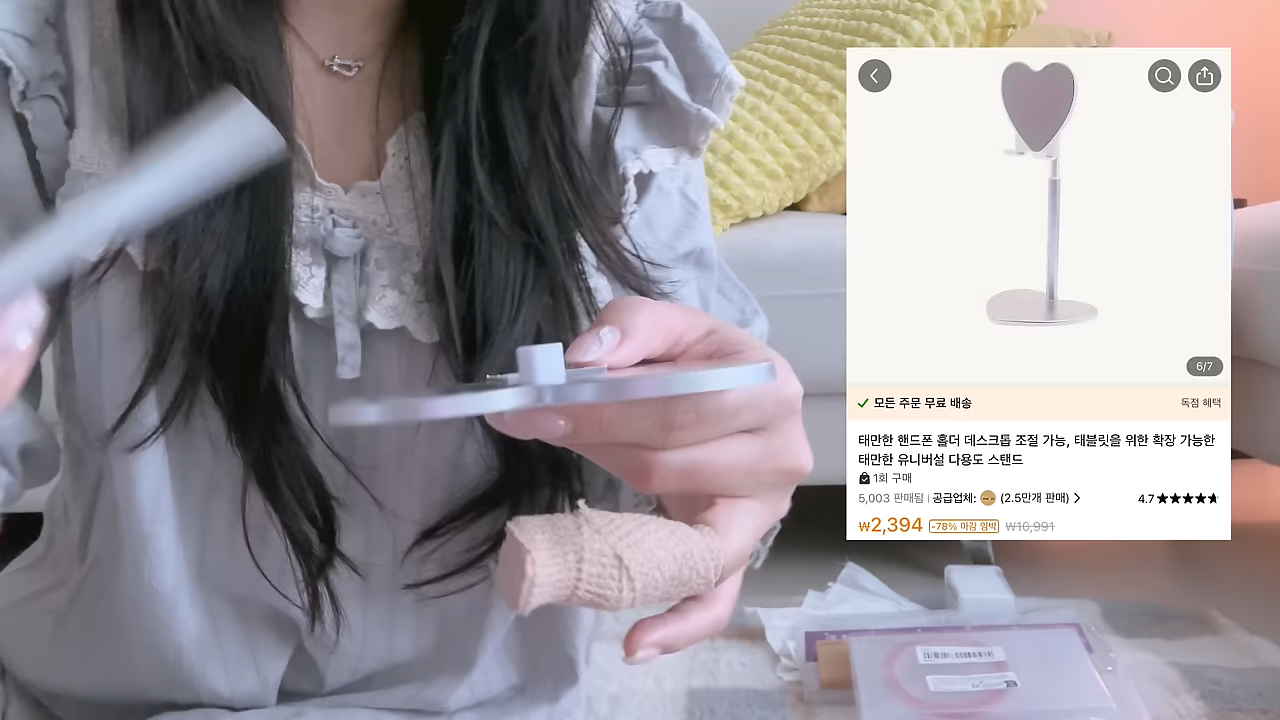 6/7
모든 주문 무료 배송
독점 혜택
태만한 핸드폰 홀더 데스크톱 조절 가능, 태블릿을 위한 확장 가능한
태만한 유니버설 다용도 스탠드
1회 구매
5,003 판매됨 | 공급업체: (2.5만개 판매) >
4.7★★★★★
₩2,394 -78% 마감 임박 ₩10,991